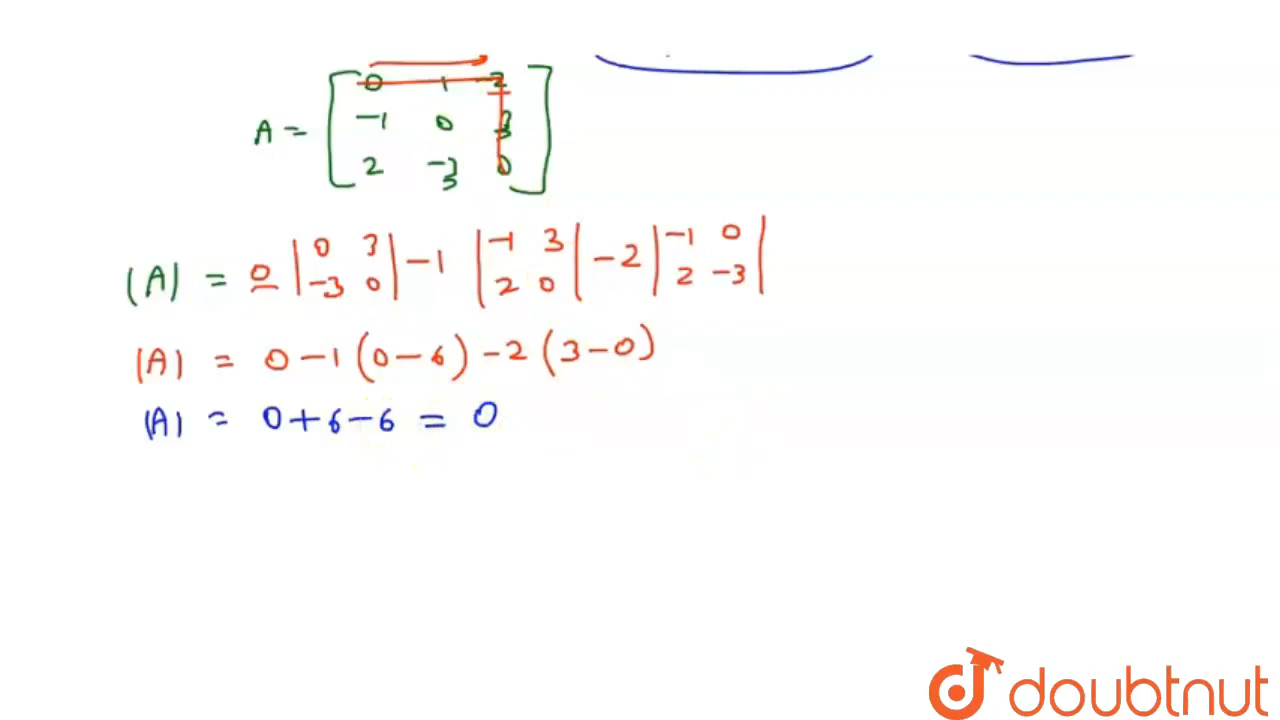 0 1 -2
A = -1 0 3
2 -3 0
|A| = 0 |0 3| -1 |-1 3| -2 |-1 0|
-3 0 2 0 2 -3
|A| = 0 - 1 (0 - 6) - 2 (3 - 0)
|A| = 0 + 6 - 6 = 0
doubtnut